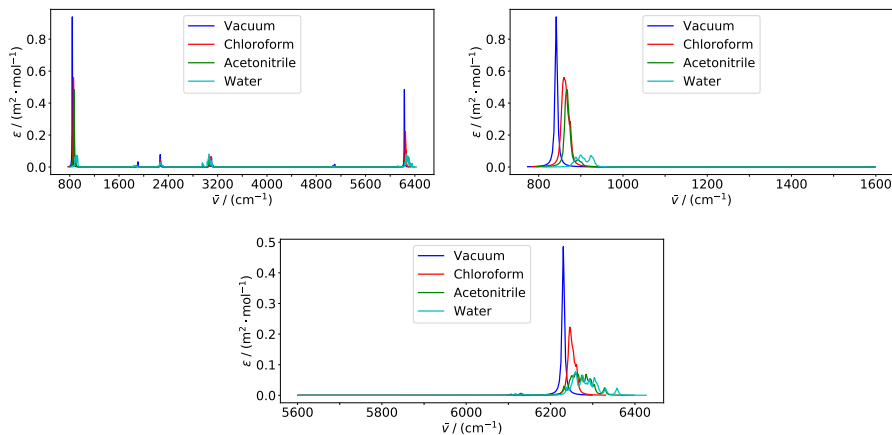 0.8
0.6
0.4
0.2
0.0
ε / (m²·mol⁻¹)
Vacuum
Chloroform
Acetonitrile
Water
800 1600 2400 3200 4000 4800 5600 6400
ν̄ / (cm⁻¹)
0.8
0.6
0.4
0.2
0.0
ε / (m²·mol⁻¹)
Vacuum
Chloroform
Acetonitrile
Water
800 1000 1200 1400 1600
ν̄ / (cm⁻¹)
0.5
0.4
0.3
0.2
0.1
0.0
ε / (m²·mol⁻¹)
Vacuum
Chloroform
Acetonitrile
Water
5600 5800 6000 6200 6400
ν̄ / (cm⁻¹)